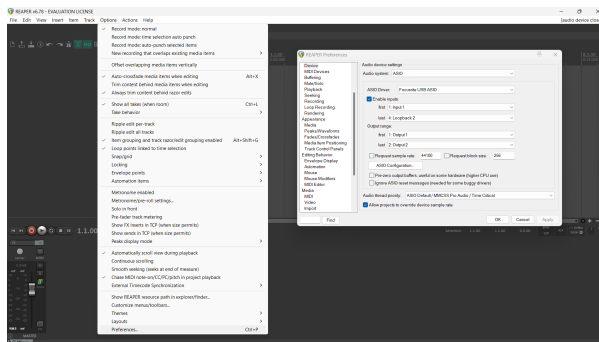 REAPER v6.78 - EVALUATION LICENSE
File Edit View Insert Item Track Options Actions Help
[audio device close
Record mode: normal
Record mode: time selection auto punch
Record mode: auto-punch selected items
New recording that overlaps existing media items
Offset overlapping media items vertically
Auto-crossfade media items when editing Alt+X
Trim content behind media items when editing
Always trim content behind razor edits
Show all takes (when room) Ctrl+L
Take behavior
Ripple edit per-track
Ripple edit all tracks
Item grouping and track razor/split grouping enabled Alt+Shift+G
Loop points linked to time selection
Snap/grid
Locking
Envelope points
Automation items
Metronome enabled
Metronome/pre-roll settings...
Solo in front
Pre-fader track metering
Show FX inserts in TCP (when size permits)
Show sends in TCP (when size permits)
Peaks display mode
Automatically scroll view during playback
Continuous scrolling
Smooth seeking (seeks at end of measure)
Chase MIDI note-on/CC/PC/pitch in project playback
External Timecode Synchronization
Show REAPER resource path in explorer/finder...
Customize menus/toolbars...
Themes
Layouts
Preferences... Ctrl+P
REAPER Preferences
Device
MIDI Devices
Buffering
Mute/Solo
Playback
Seeking
Recording
Loop Recording
Rendering
Appearance
Media
Peaks/Waveforms
Fades/Crossfades
Media Item Positioning
Track Control Panels
Editing Behavior
Envelope Display
Automation
Mouse
Mouse Modifiers
MIDI Editor
Media
MIDI
Video
Import
Find
Audio device settings
Audio system: ASIO
ASIO Driver: Focusrite USB ASIO
Enable inputs:
first 1: Input 1
last 4: Loopback 2
Output range:
first 1: Output1
last 2: Output2
Request sample rate: 44100 Request block size: 256
ASIO Configuration...
Pre-zero output buffers, useful on some hardware (higher CPU use)
Ignore ASIO reset messages (needed for some buggy drivers)
Audio thread priority: ASIO Default / MMCSS Pro Audio / Time Critical
Allow projects to override device sample rate
OK Cancel Apply
1.1.00
MASTER